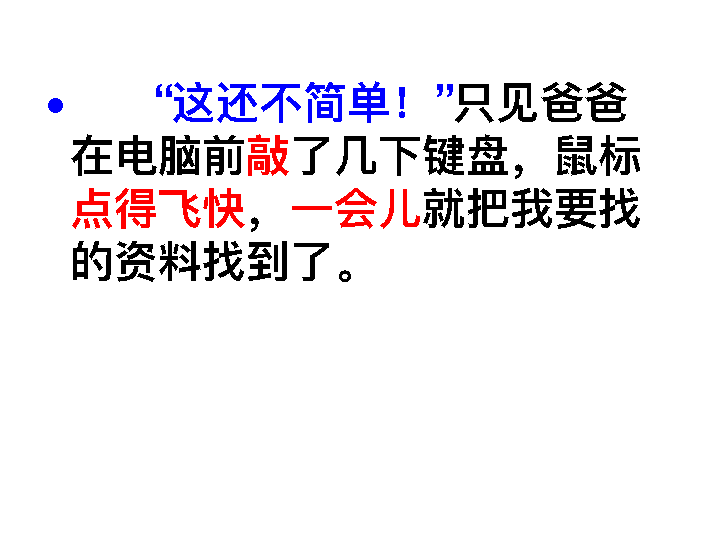 • “这还不简单！”只见爸爸
在电脑前敲了几下键盘，鼠标
点得飞快，一会儿就把我要找
的资料找到了。